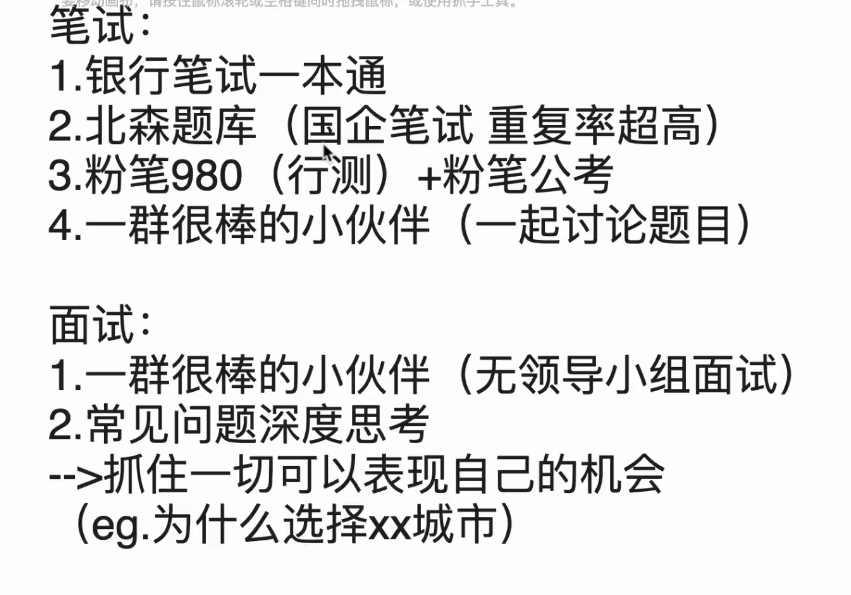 要移动画布，请按住鼠标滚轮或空格键同时拖拽鼠标，或使用抓手工具。
笔试：
1.银行笔试一本通
2.北森题库（国企笔试 重复率超高）
3.粉笔980（行测）+粉笔公考
4.一群很棒的小伙伴（一起讨论题目）
面试：
1.一群很棒的小伙伴（无领导小组面试）
2.常见问题深度思考
-->抓住一切可以表现自己的机会
（eg.为什么选择xx城市）